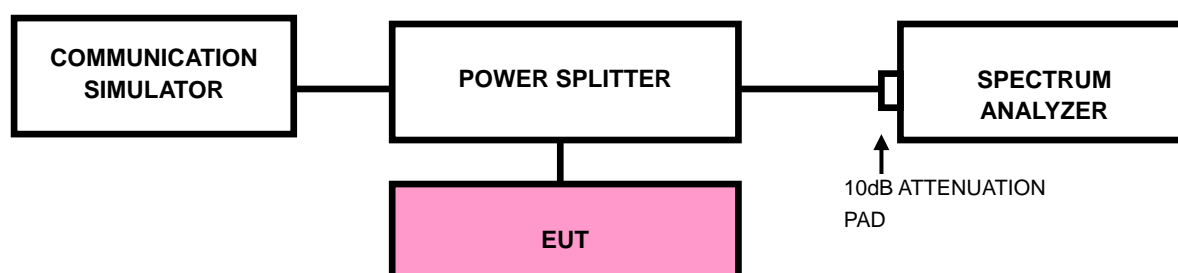 COMMUNICATION
SIMULATOR
POWER SPLITTER
SPECTRUM
ANALYZER
10dB ATTENUATION
PAD
EUT